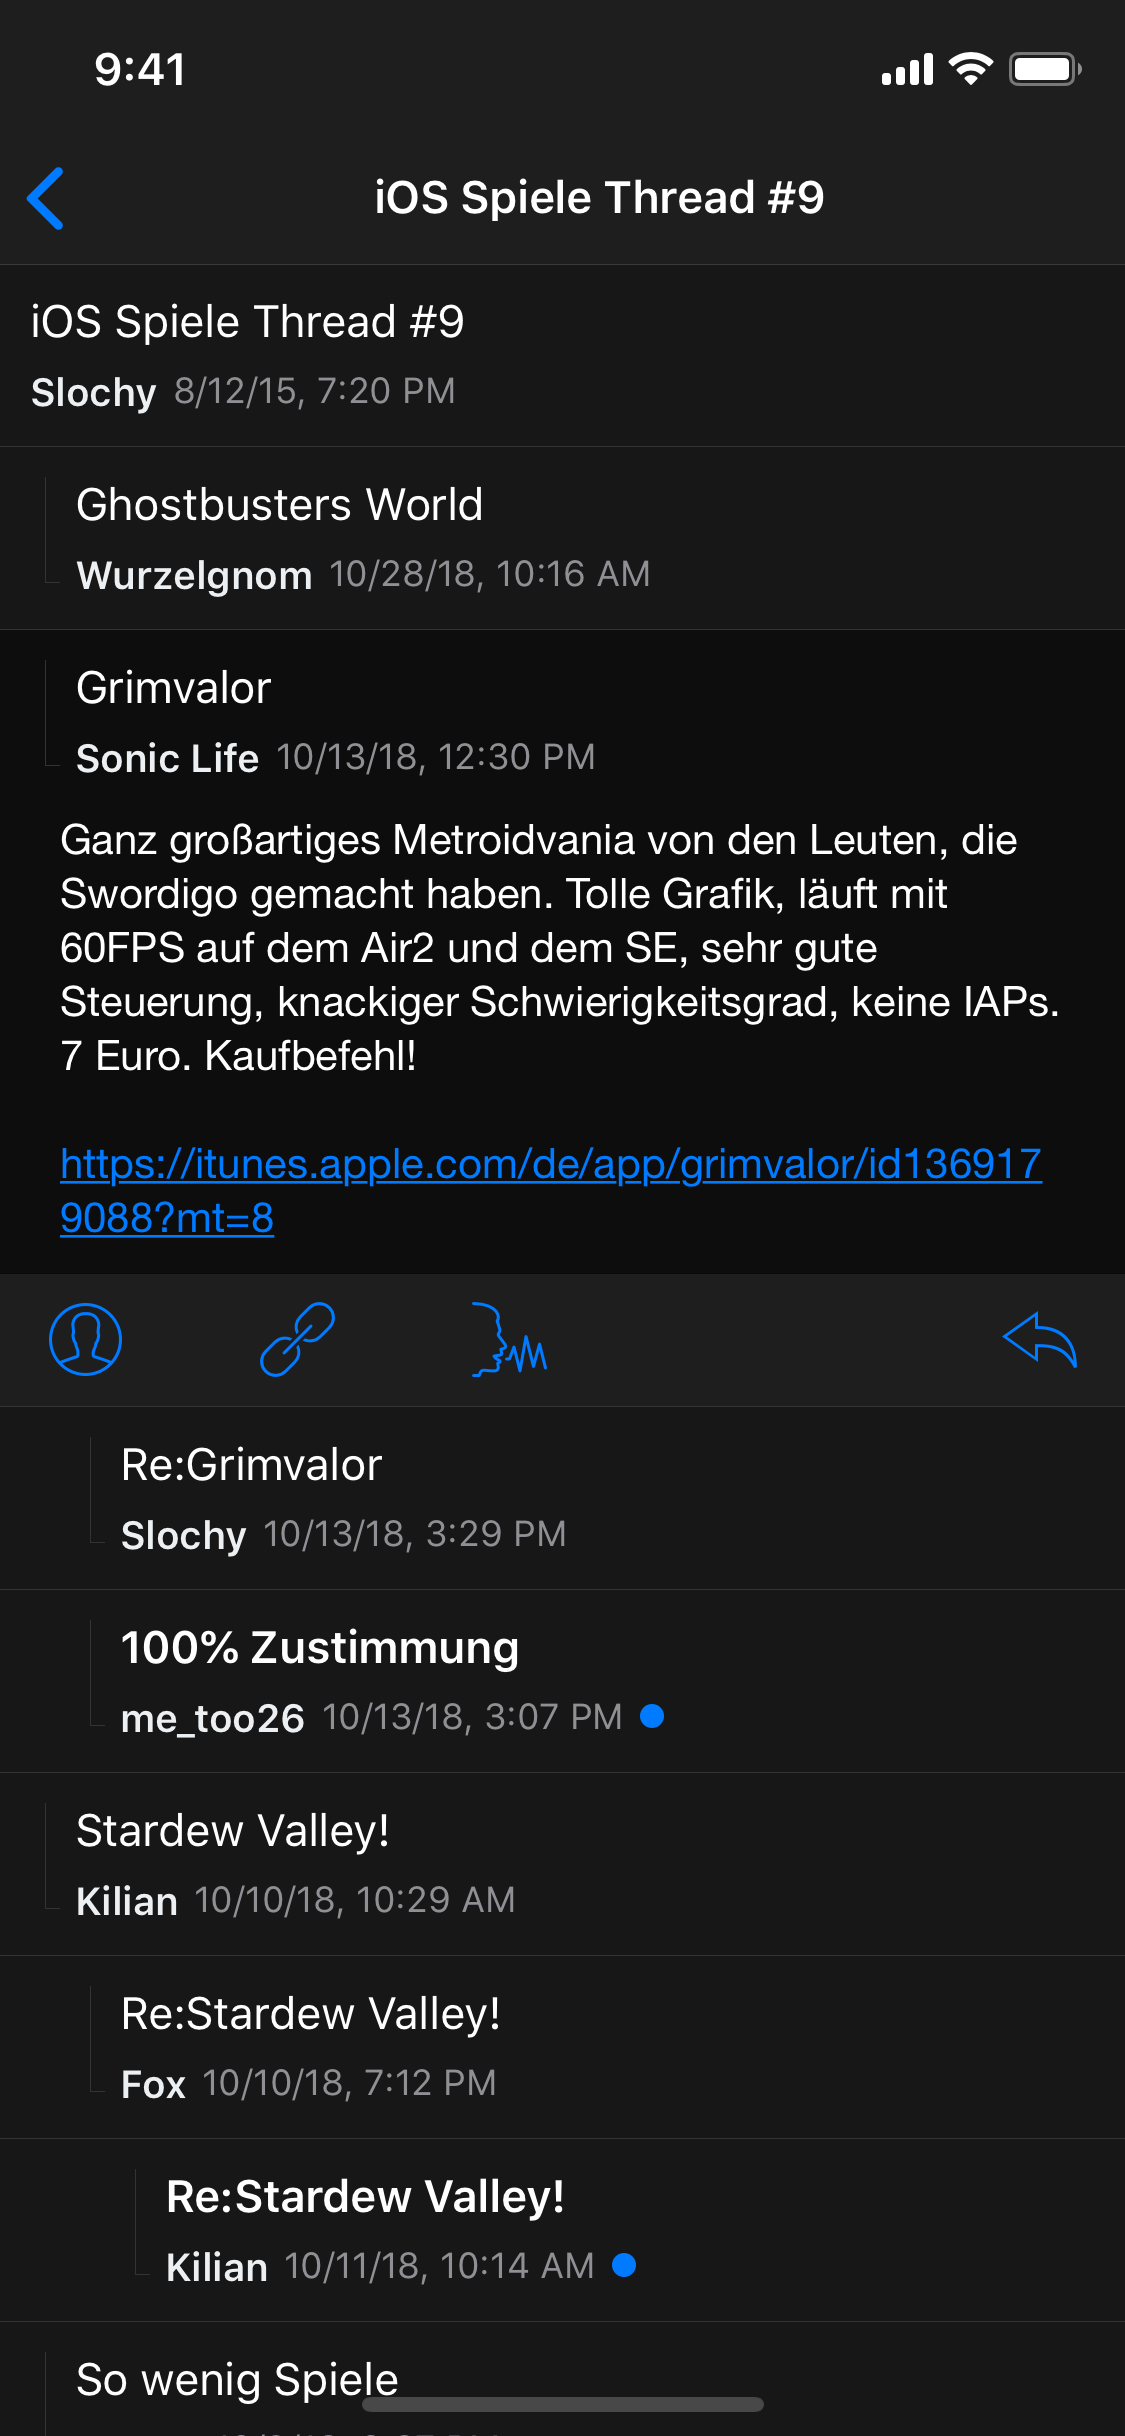 9:41
iOS Spiele Thread #9
iOS Spiele Thread #9
Slochy 8/12/15, 7:20 PM
Ghostbusters World
Wurzelgnom 10/28/18, 10:16 AM
Grimvalor
Sonic Life 10/13/18, 12:30 PM
Ganz großartiges Metroidvania von den Leuten, die
Swordigo gemacht haben. Tolle Grafik, läuft mit
60FPS auf dem Air2 und dem SE, sehr gute
Steuerung, knackiger Schwierigkeitsgrad, keine IAPs.
7 Euro. Kaufbefehl!
https://itunes.apple.com/de/app/grimvalor/id136917
9088?mt=8
Re:Grimvalor
Slochy 10/13/18, 3:29 PM
100% Zustimmung
me_too26 10/13/18, 3:07 PM
Stardew Valley!
Kilian 10/10/18, 10:29 AM
Re:Stardew Valley!
Fox 10/10/18, 7:12 PM
Re:Stardew Valley!
Kilian 10/11/18, 10:14 AM
So wenig Spiele